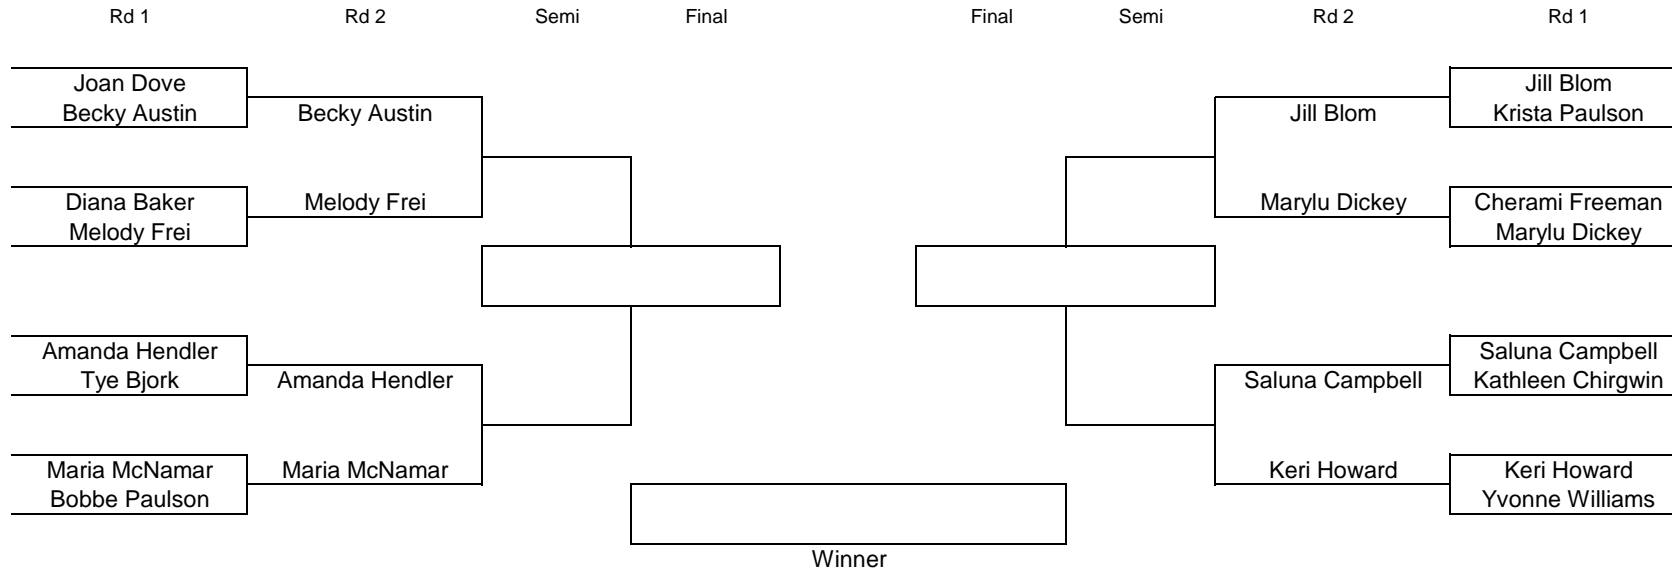 Rd 1 Rd 2 Semi Final Final Semi Rd 2 Rd 1
Joan Dove Jill Blom
Becky Austin Becky Austin Jill Blom Krista Paulson
Diana Baker Melody Frei Marylu Dickey Cherami Freeman
Melody Frei Marylu Dickey
Amanda Hendler Saluna Campbell
Tye Bjork Amanda Hendler Saluna Campbell Kathleen Chirgwin
Maria McNamar Maria McNamar Keri Howard Keri Howard
Bobbe Paulson Yvonne Williams
Winner